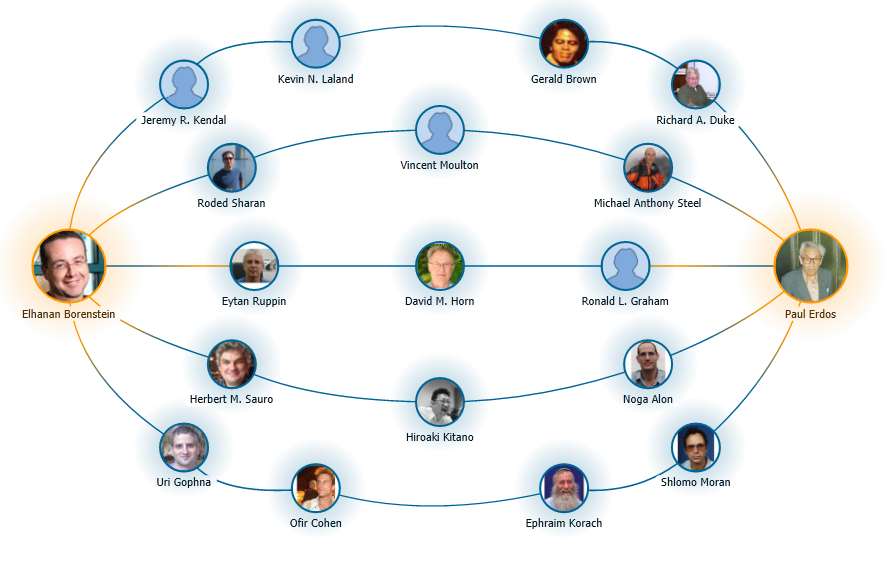 Kevin N. Laland
Gerald Brown
Jeremy R. Kendal
Richard A. Duke
Vincent Moulton
Roded Sharan
Michael Anthony Steel
Eytan Ruppin
David M. Horn
Ronald L. Graham
Elhanan Borenstein
Paul Erdos
Herbert M. Sauro
Noga Alon
Hiroaki Kitano
Uri Gophna
Shlomo Moran
Ofir Cohen
Ephraim Korach